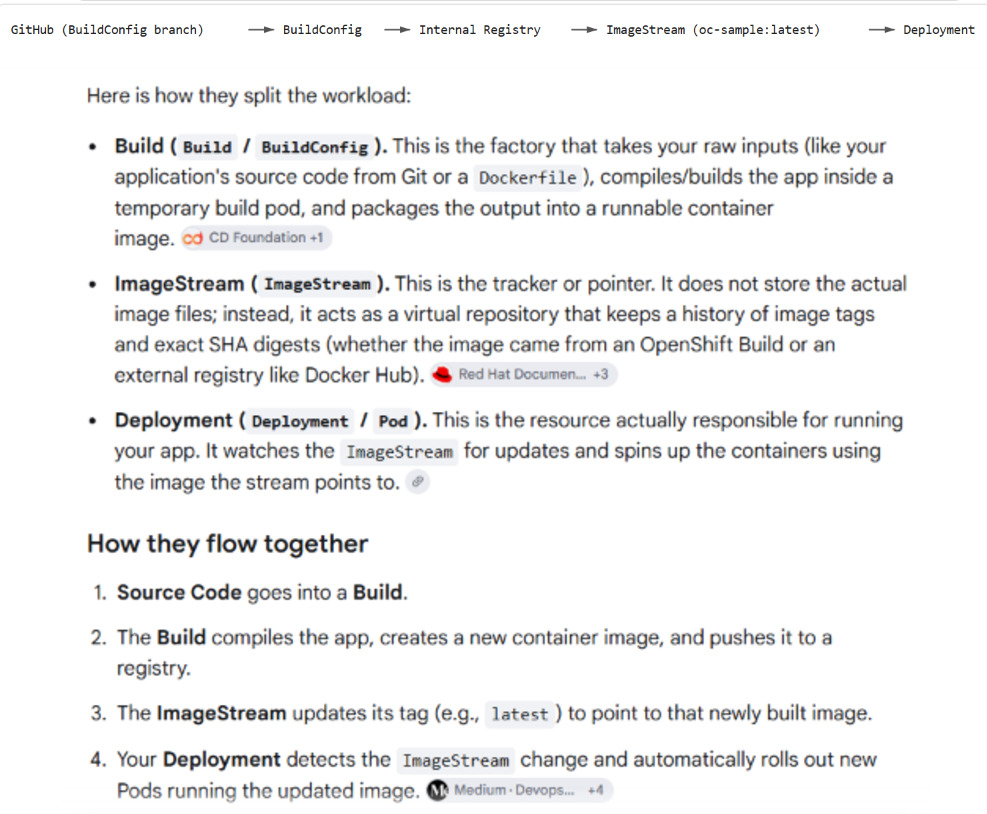 GitHub (BuildConfig branch) → BuildConfig → Internal Registry → ImageStream (oc-sample:latest) → Deployment
Here is how they split the workload:
• Build ( Build / BuildConfig ). This is the factory that takes your raw inputs (like your
application's source code from Git or a Dockerfile ), compiles/builds the app inside a
temporary build pod, and packages the output into a runnable container
image. CD Foundation +1
• ImageStream ( ImageStream ). This is the tracker or pointer. It does not store the actual
image files; instead, it acts as a virtual repository that keeps a history of image tags
and exact SHA digests (whether the image came from an OpenShift Build or an
external registry like Docker Hub). Red Hat Documen... +3
• Deployment ( Deployment / Pod ). This is the resource actually responsible for running
your app. It watches the ImageStream for updates and spins up the containers using
the image the stream points to.
How they flow together
1. Source Code goes into a Build.
2. The Build compiles the app, creates a new container image, and pushes it to a
registry.
3. The ImageStream updates its tag (e.g., latest ) to point to that newly built image.
4. Your Deployment detects the ImageStream change and automatically rolls out new
Pods running the updated image. Medium · Devops... +4